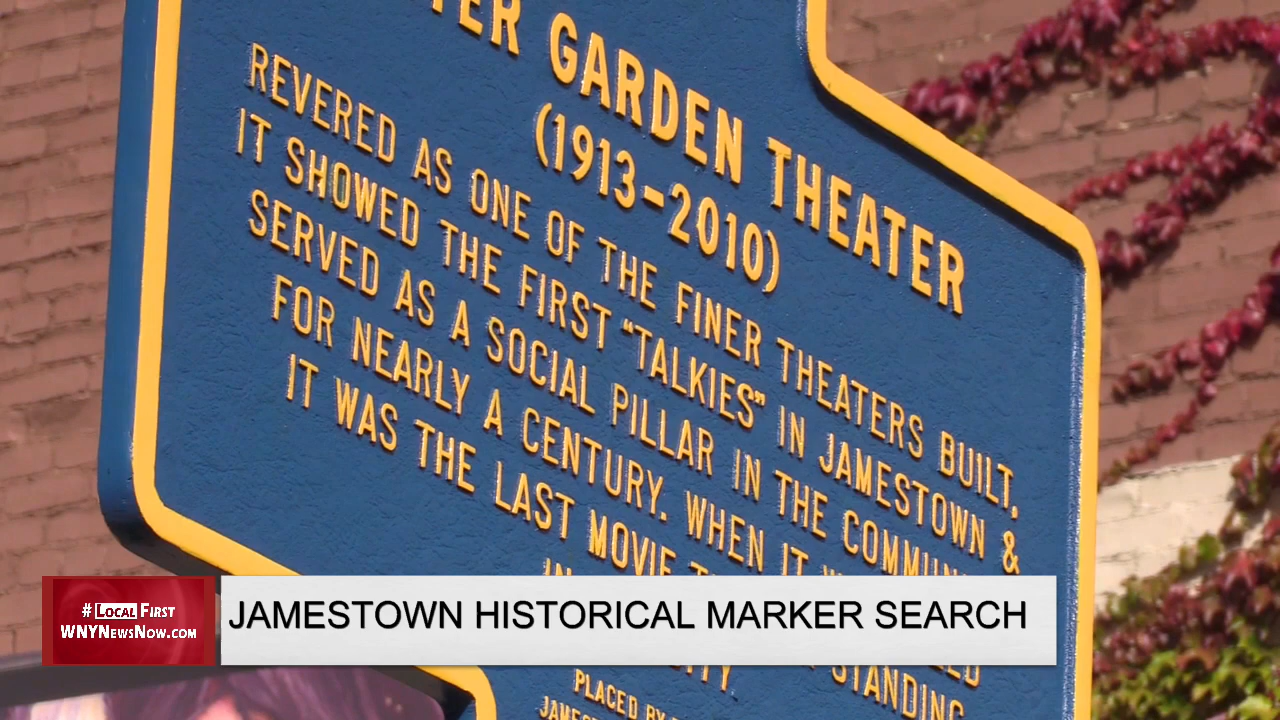 TER GARDEN THEATER
(1913-2010)
REVERED AS ONE OF THE FINER THEATERS BUILT,
IT SHOWED THE FIRST "TALKIES" IN JAMESTOWN &
SERVED AS A SOCIAL PILLAR IN THE
FOR NEARLY A CENTURY. WHEN IT
IT WAS THE LAST MOVIE
STANDING
PLACED BY
#LOCAL FIRST
WNYNEWSNOW.COM
JAMESTOWN HISTORICAL MARKER SEARCH